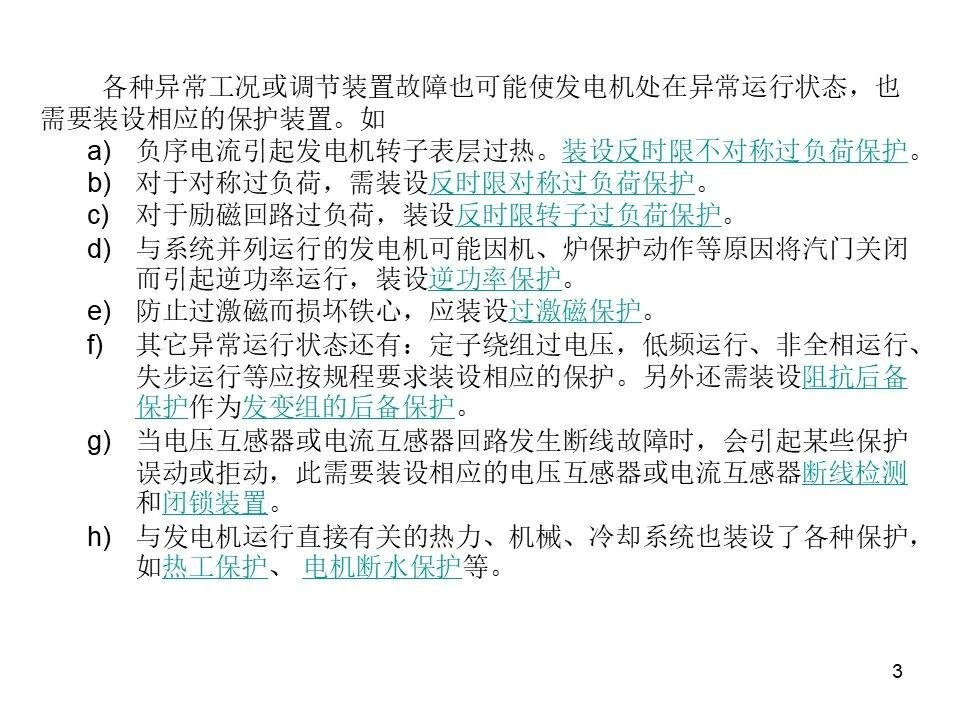 各种异常工况或调节装置故障也可能使发电机处在异常运行状态，也
需要装设相应的保护装置。如
a) 负序电流引起发电机转子表层过热。装设反时限不对称过负荷保护。
b) 对于对称过负荷，需装设反时限对称过负荷保护。
c) 对于励磁回路过负荷，装设反时限转子过负荷保护。
d) 与系统并列运行的发电机可能因机、炉保护动作等原因将汽门关闭
而引起逆功率运行，装设逆功率保护。
e) 防止过激磁而损坏铁心，应装设过激磁保护。
f) 其它异常运行状态还有：定子绕组过电压，低频运行、非全相运行、
失步运行等应按规程要求装设相应的保护。另外还需装设阻抗后备
保护作为发变组的后备保护。
g) 当电压互感器或电流互感器回路发生断线故障时，会引起某些保护
误动或拒动，此需要装设相应的电压互感器或电流互感器断线检测
和闭锁装置。
h) 与发电机运行直接有关的热力、机械、冷却系统也装设了各种保护，
如热工保护、 电机断水保护等。
3